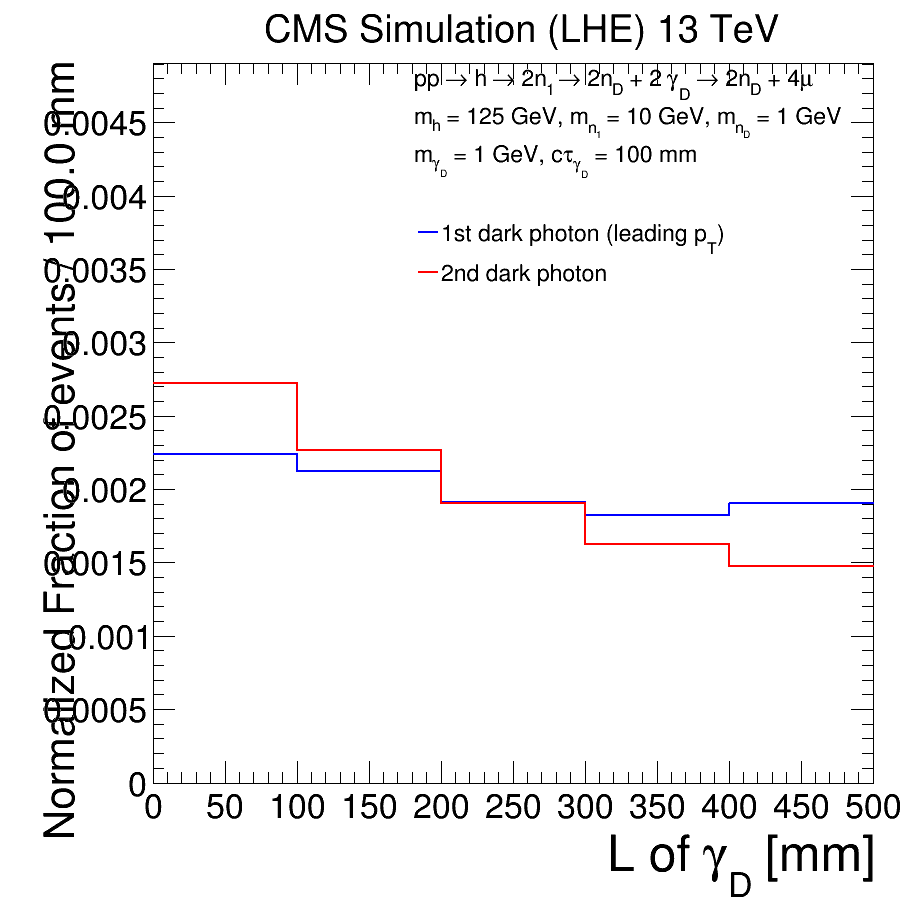 CMS Simulation (LHE) 13 TeV
pp → h → 2n₁ → 2n_D + 2 γ_D → 2n_D + 4μ
m_h = 125 GeV, m_n₁ = 10 GeV, m_n_D = 1 GeV
m_γ_D = 1 GeV, cτ_γ_D = 100 mm
1st dark photon (leading p_T)
2nd dark photon
Normalized Fraction of events / 100.0 mm
0.0045
0.004
0.0035
0.003
0.0025
0.002
0.0015
0.001
0.0005
0
0 50 100 150 200 250 300 350 400 450 500
L of γ_D [mm]